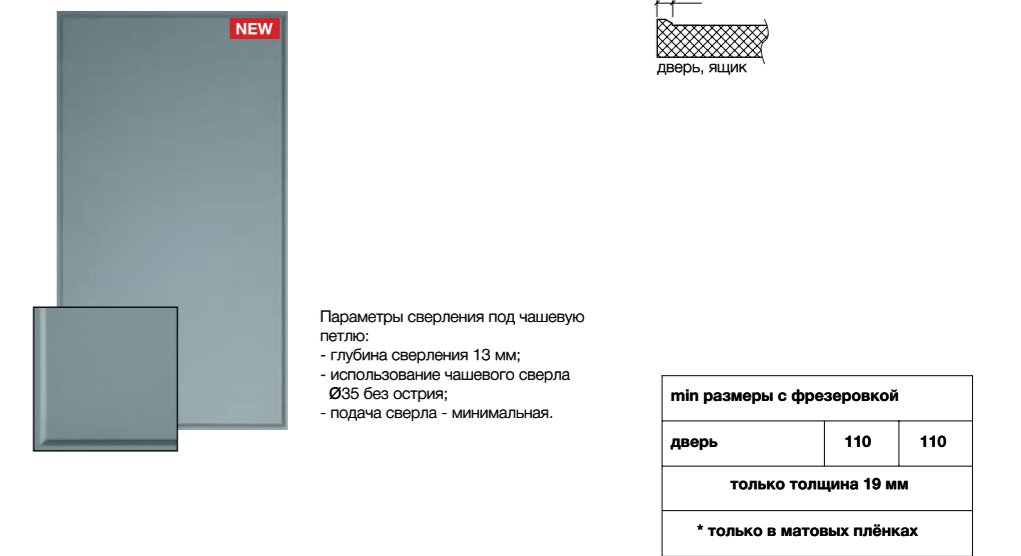 NEW
дверь, ящик
Параметры сверления под чашевую
петлю:
- глубина сверления 13 мм;
- использование чашевого сверла
Ø35 без острия;
- подача сверла - минимальная.
min размеры с фрезеровкой
дверь 110 110
только толщина 19 мм
* только в матовых плёнках